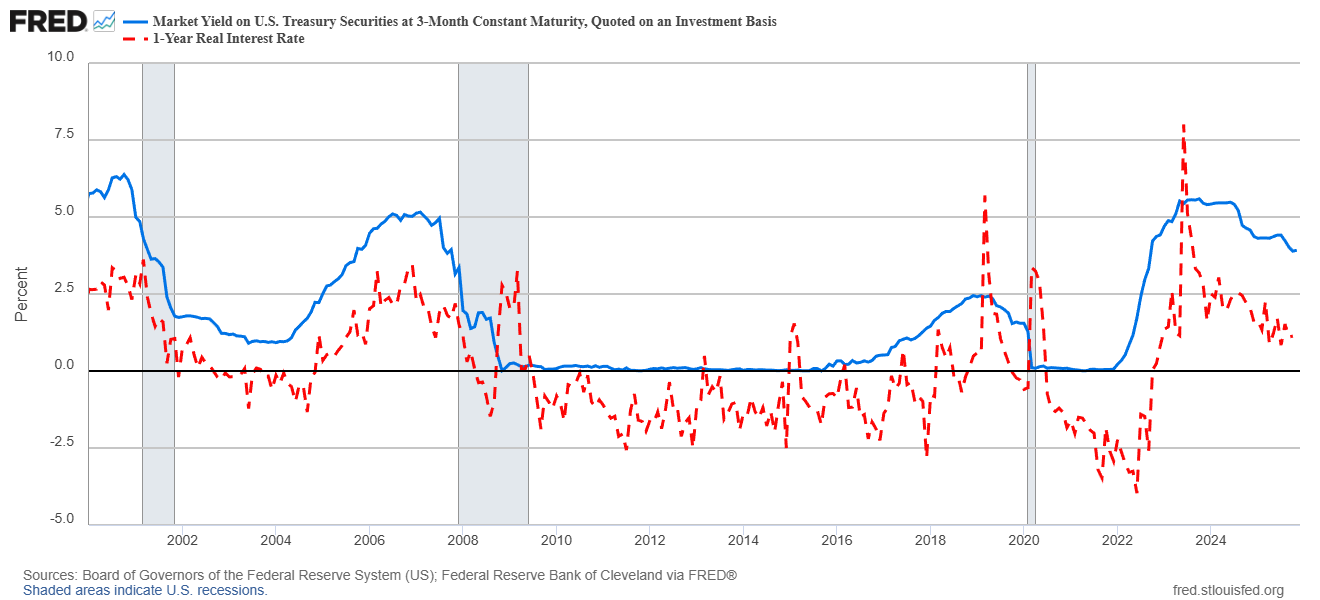 FRED
Market Yield on U.S. Treasury Securities at 3-Month Constant Maturity, Quoted on an Investment Basis
1-Year Real Interest Rate
10.0
7.5
5.0
2.5
0.0
-2.5
-5.0
Percent
2002 2004 2006 2008 2010 2012 2014 2016 2018 2020 2022 2024
Sources: Board of Governors of the Federal Reserve System (US); Federal Reserve Bank of Cleveland via FRED®
Shaded areas indicate U.S. recessions.
fred.stlouisfed.org